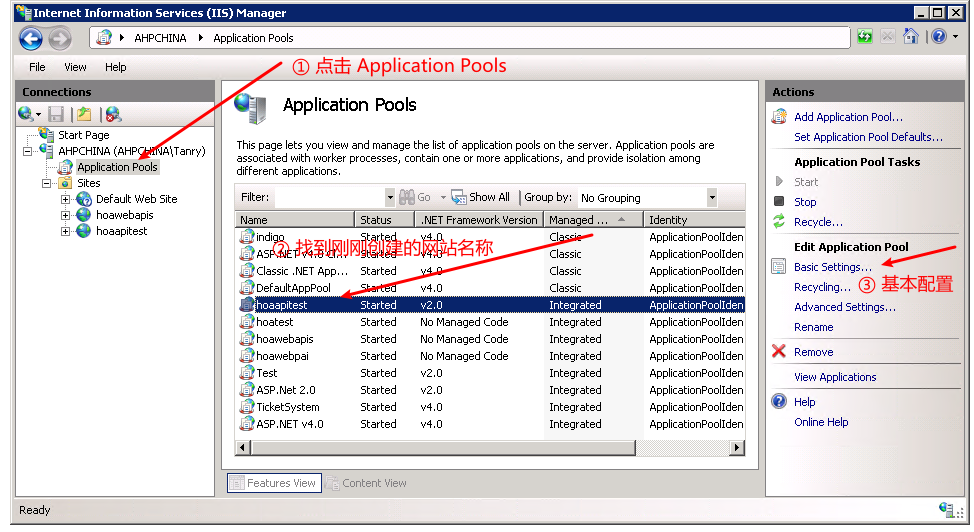 Internet Information Services (IIS) Manager
AHPCHINA Application Pools
File View Help
① 点击 Application Pools
Connections
Start Page
AHPCHINA (AHPCHINA\Tanry)
Application Pools
Sites
Default Web Site
hoawebapis
hoaapitest
Application Pools
This page lets you view and manage the list of application pools on the server. Application pools are
associated with worker processes, contain one or more applications, and provide isolation among
different applications.
Filter: Go Show All Group by: No Grouping
Name Status .NET Framework Version Managed ... Identity
indigo Started v4.0 Classic ApplicationPoolIden
② 找到刚刚创建的网站名称
ASP.NET v4.0 Cl... Started v4.0 Classic ApplicationPoolIden
Classic .NET App... Started v4.0 Classic ApplicationPoolIden
DefaultAppPool Started v4.0 Classic ApplicationPoolIden
hoaapitest Started v2.0 Integrated ApplicationPoolIden
hoatest Started No Managed Code Integrated ApplicationPoolIden
hoawebapis Started No Managed Code Integrated ApplicationPoolIden
hoawebpai Started No Managed Code Integrated ApplicationPoolIden
Test Started v2.0 Integrated ApplicationPoolIden
ASP.Net 2.0 Started v2.0 Integrated ApplicationPoolIden
TicketSystem Started v4.0 Integrated ApplicationPoolIden
ASP.NET v4.0 Started v4.0 Integrated ApplicationPoolIden
Features View Content View
Actions
Add Application Pool...
Set Application Pool Defaults...
Application Pool Tasks
Start
Stop
Recycle...
Edit Application Pool
Basic Settings...
③ 基本配置
Recycling...
Advanced Settings...
Rename
Remove
View Applications
Help
Online Help
Ready